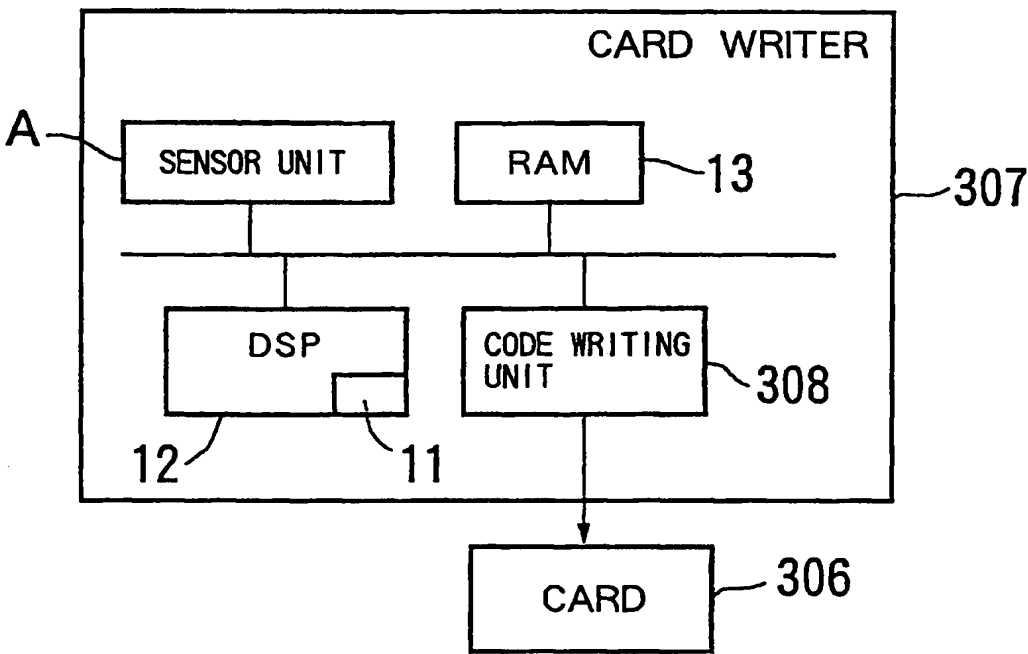 CARD WRITER
A
SENSOR UNIT
RAM
13
307
DSP
CODE WRITING
UNIT
308
12
11
CARD
306